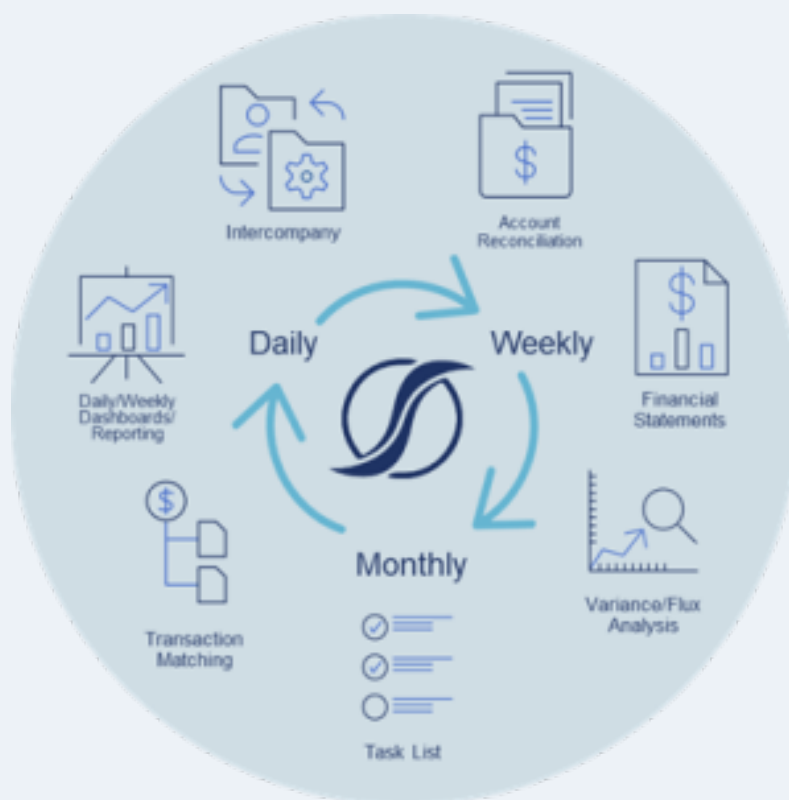 Intercompany
Account
Reconciliation
Daily
Weekly
Daily/Weekly
Dashboards/
Reporting
Financial
Statements
Monthly
Variance/Flux
Analysis
Transaction
Matching
Task List